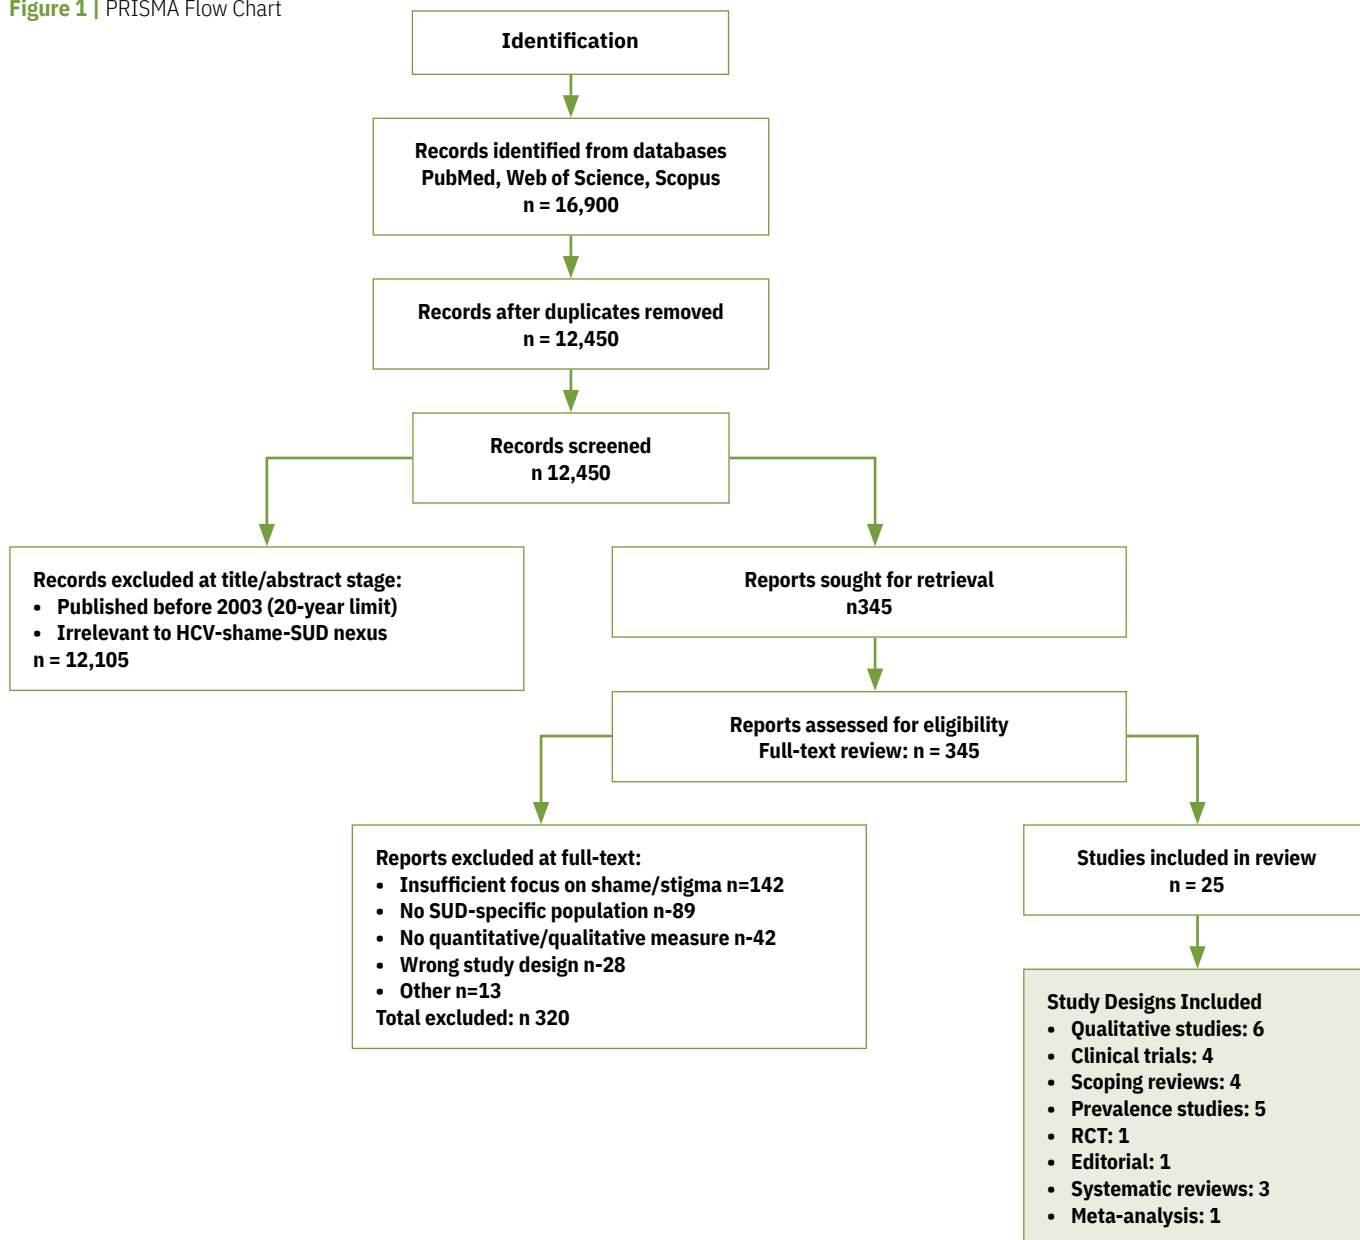 Figure 1 | PRISMA Flow Chart
Identification
Records identified from databases
PubMed, Web of Science, Scopus
n = 16,900
Records after duplicates removed
n = 12,450
Records screened
n 12,450
Records excluded at title/abstract stage:
• Published before 2003 (20-year limit)
• Irrelevant to HCV-shame-SUD nexus
n = 12,105
Reports sought for retrieval
n345
Reports assessed for eligibility
Full-text review: n = 345
Reports excluded at full-text:
• Insufficient focus on shame/stigma n=142
• No SUD-specific population n-89
• No quantitative/qualitative measure n-42
• Wrong study design n-28
• Other n=13
Total excluded: n 320
Studies included in review
n = 25
Study Designs Included
• Qualitative studies: 6
• Clinical trials: 4
• Scoping reviews: 4
• Prevalence studies: 5
• RCT: 1
• Editorial: 1
• Systematic reviews: 3
• Meta-analysis: 1